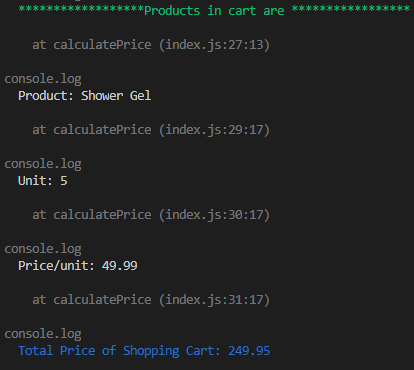 ******************Products in cart are *****************
at calculatePrice (index.js:27:13)
console.log
Product: Shower Gel
at calculatePrice (index.js:29:17)
console.log
Unit: 5
at calculatePrice (index.js:30:17)
console.log
Price/unit: 49.99
at calculatePrice (index.js:31:17)
console.log
Total Price of Shopping Cart: 249.95